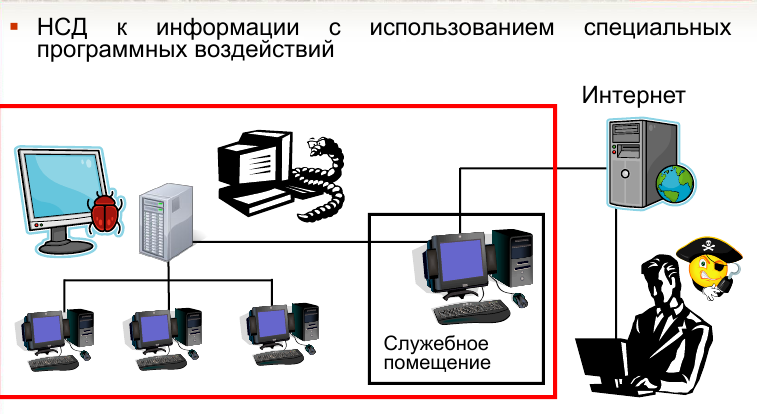 НСД к информации с использованием специальных
программных воздействий
Интернет
Служебное
помещение